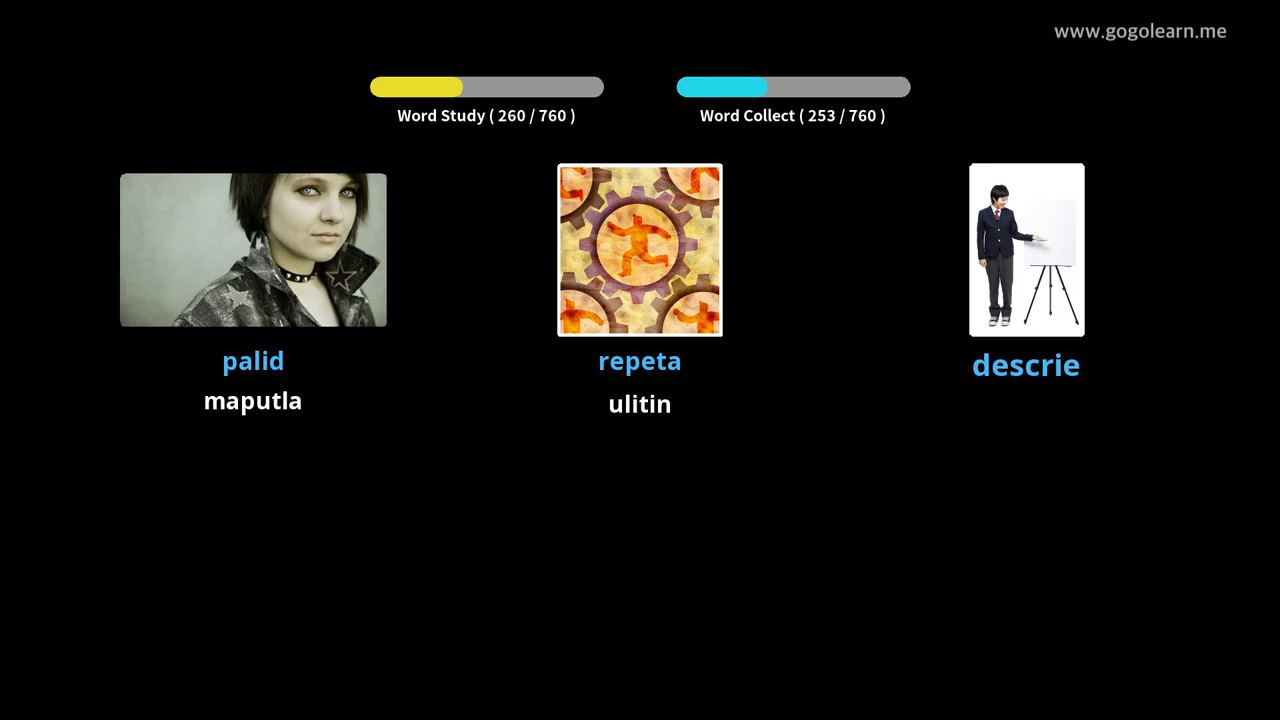 www.gogolearn.me
Word Study ( 260 / 760 )
Word Collect ( 253 / 760 )
palid
maputla
repeta
ulitin
descrie